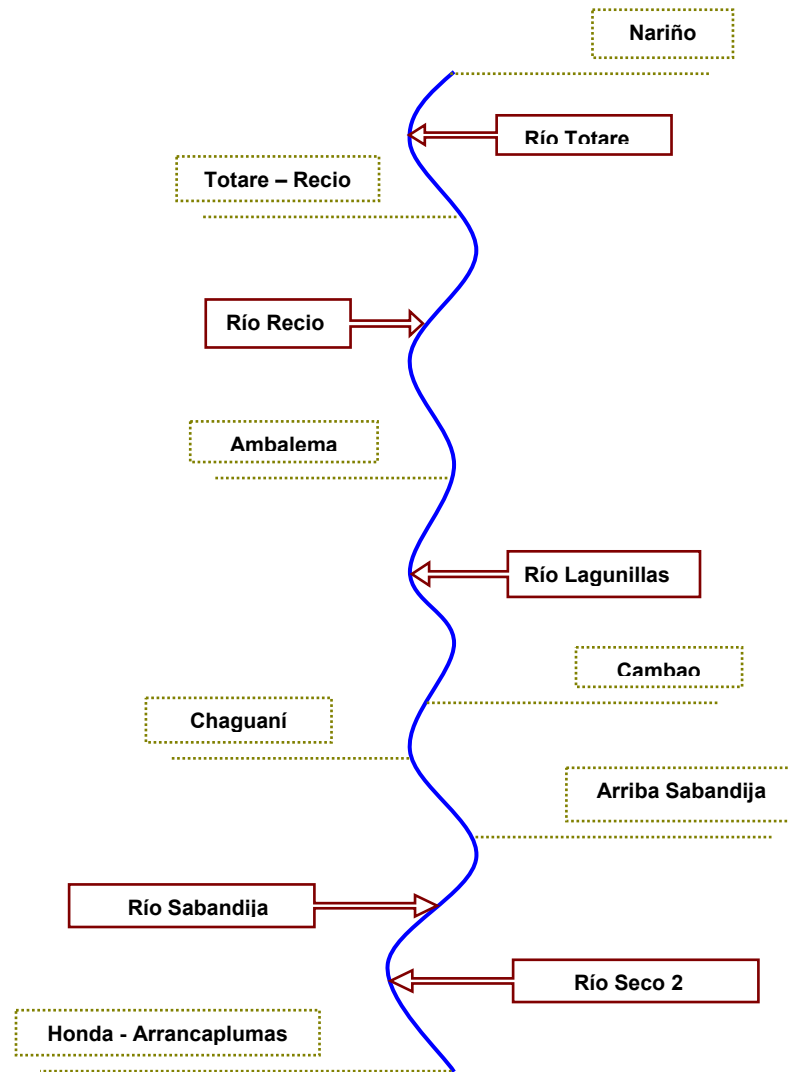 Nariño
Río Totare
Totare – Recio
Río Recio
Ambalema
Río Lagunillas
Cambao
Chaguaní
Arriba Sabandija
Río Sabandija
Río Seco 2
Honda - Arrancaplumas